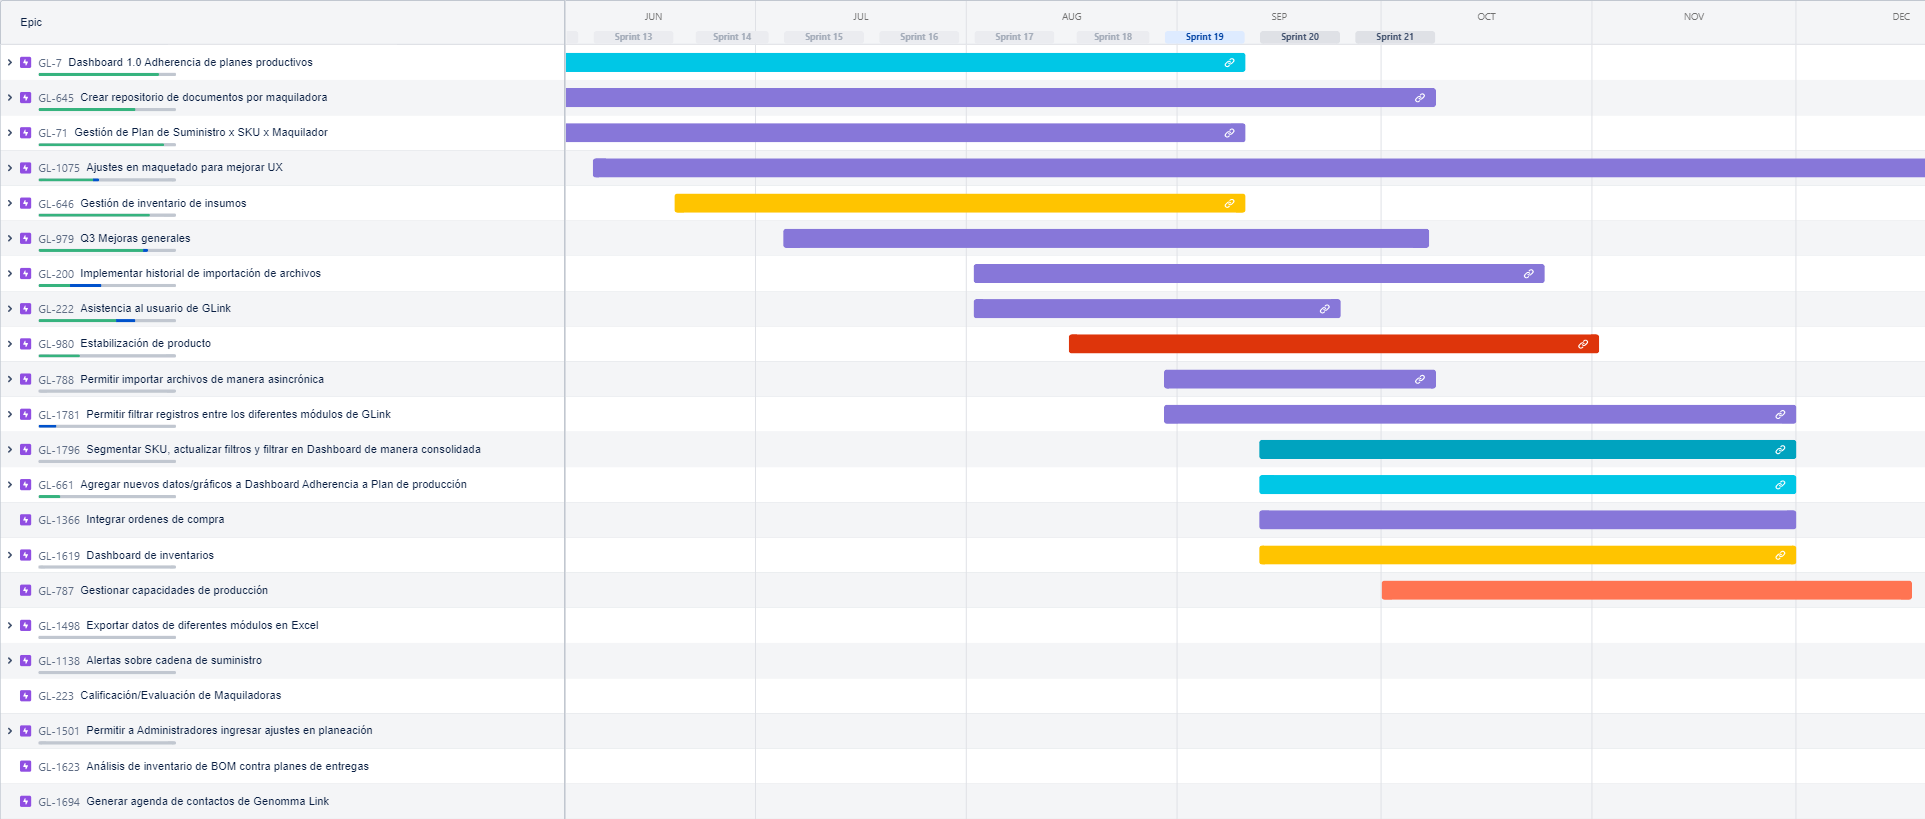 Epic
JUN JUL AUG SEP OCT NOV DEC
Sprint 13 Sprint 14 Sprint 15 Sprint 16 Sprint 17 Sprint 18 Sprint 19 Sprint 20 Sprint 21
GL-7 Dashboard 1.0 Adherencia de planes productivos
GL-645 Crear repositorio de documentos por maquiladora
GL-71 Gestión de Plan de Suministro x SKU x Maquilador
GL-1075 Ajustes en maquetado para mejorar UX
GL-646 Gestión de inventario de insumos
GL-979 Q3 Mejoras generales
GL-200 Implementar historial de importación de archivos
GL-222 Asistencia al usuario de GLink
GL-980 Estabilización de producto
GL-788 Permitir importar archivos de manera asincrónica
GL-1781 Permitir filtrar registros entre los diferentes módulos de GLink
GL-1796 Segmentar SKU, actualizar filtros y filtrar en Dashboard de manera consolidada
GL-661 Agregar nuevos datos/gráficos a Dashboard Adherencia a Plan de producción
GL-1366 Integrar ordenes de compra
GL-1619 Dashboard de inventarios
GL-787 Gestionar capacidades de producción
GL-1498 Exportar datos de diferentes módulos en Excel
GL-1138 Alertas sobre cadena de suministro
GL-223 Calificación/Evaluación de Maquiladoras
GL-1501 Permitir a Administradores ingresar ajustes en planeación
GL-1623 Análisis de inventario de BOM contra planes de entregas
GL-1694 Generar agenda de contactos de Genomma Link